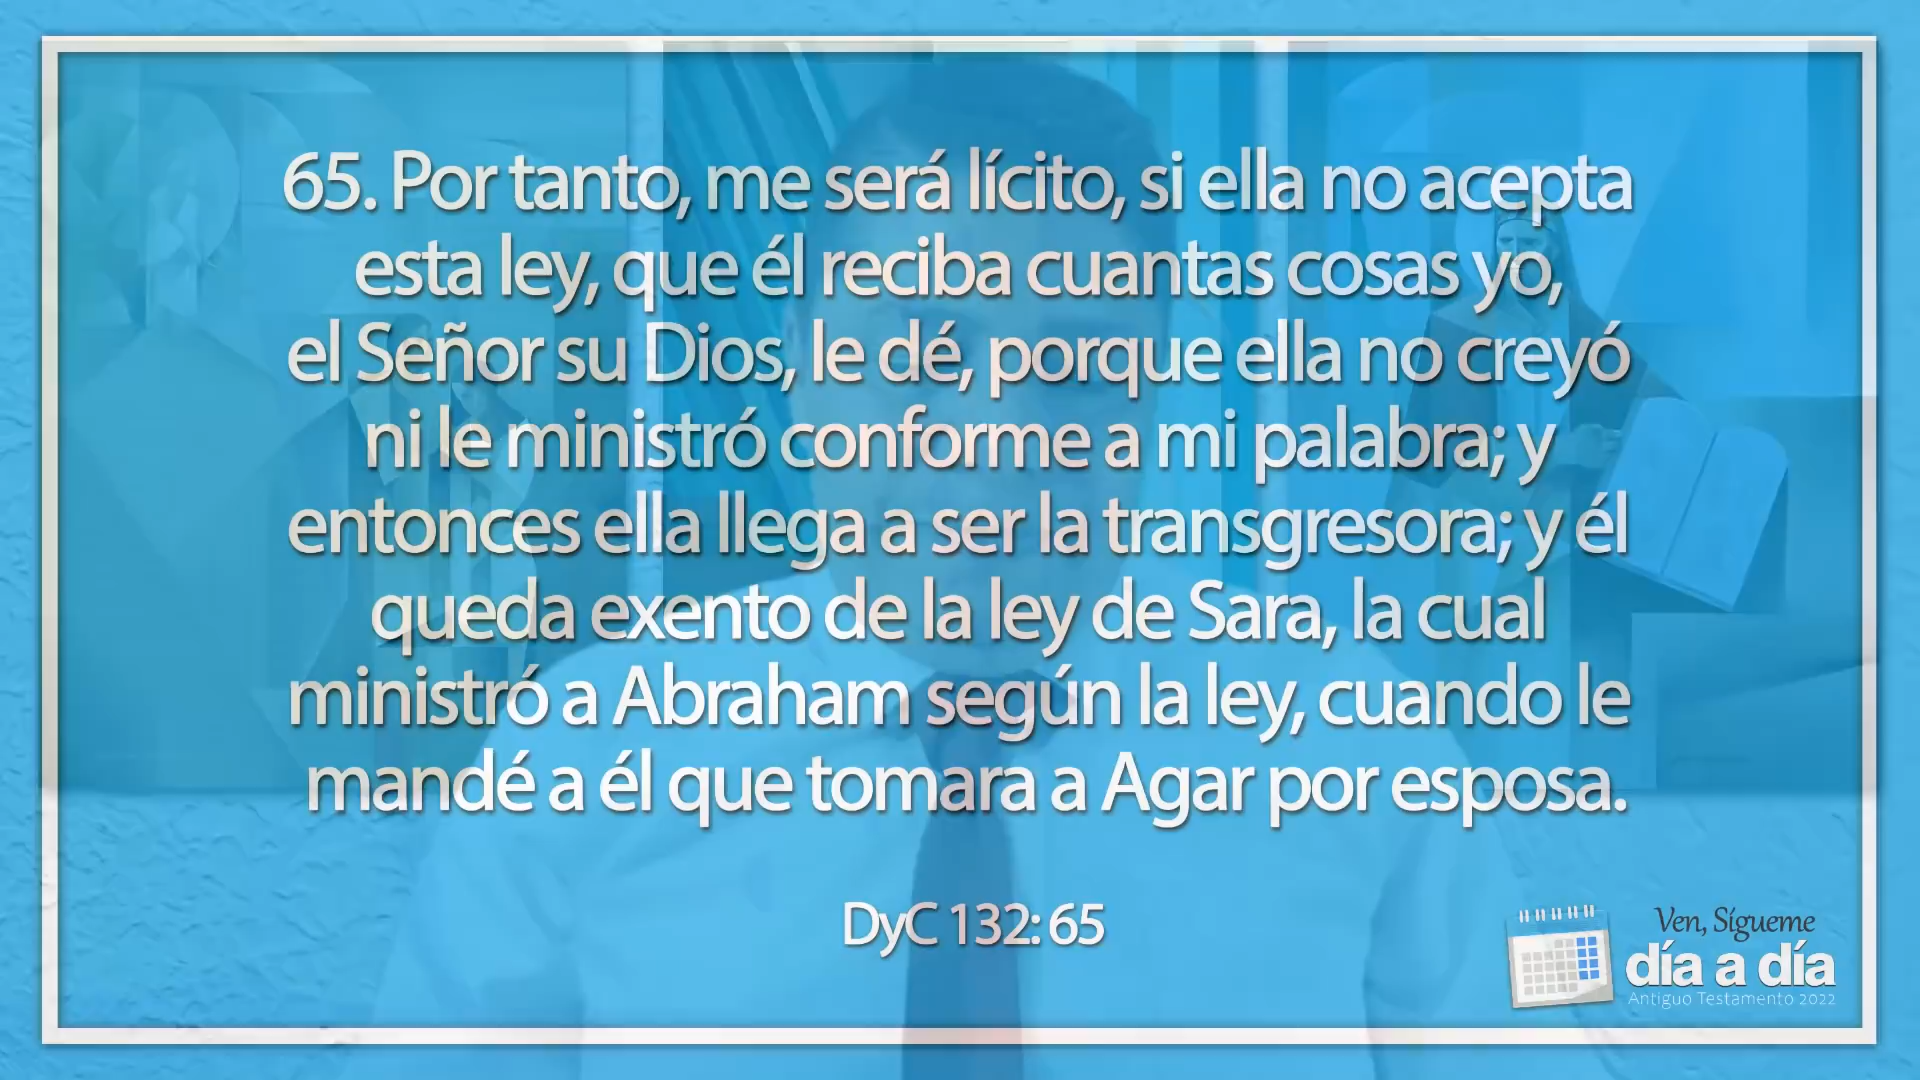 65. Por tanto, me será lícito, si ella no acepta
esta ley, que él reciba cuantas cosas yo,
el Señor su Dios, le dé, porque ella no creyó
ni le ministró conforme a mi palabra; y
entonces ella llega a ser la transgresora; y él
queda exento de la ley de Sara, la cual
ministró a Abraham según la ley, cuando le
mandé a él que tomara a Agar por esposa.
DyC 132: 65
Ven, Sígueme
día a día
Antiguo Testamento 2022